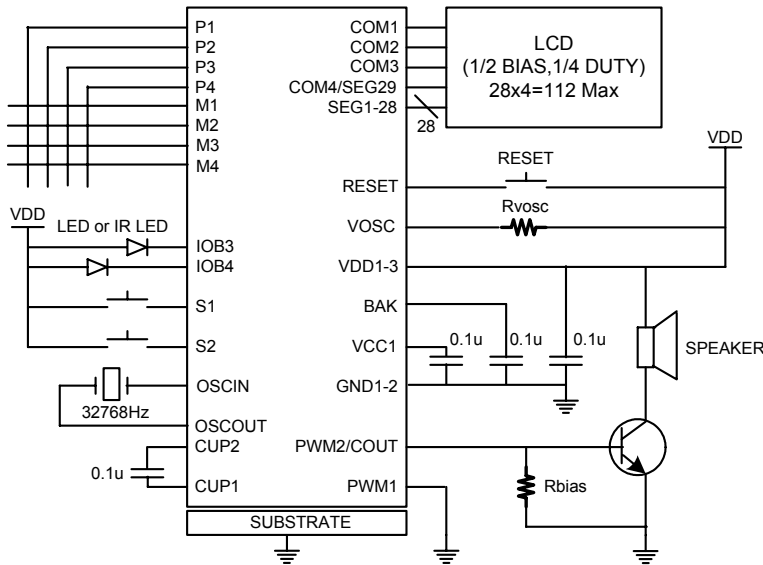 P1
P2
P3
P4
M1
M2
M3
M4
VDD
LED or IR LED
IOB3
IOB4
S1
S2
OSCIN
32768Hz
OSCOUT
CUP2
0.1u
CUP1
COM1
COM2
COM3
COM4/SEG29
SEG1-28
28
LCD
(1/2 BIAS,1/4 DUTY)
28x4=112 Max
VDD
RESET
RESET
Rvosc
VOSC
VDD1-3
BAK
0.1u
0.1u
0.1u
VCC1
GND1-2
SPEAKER
PWM2/COUT
Rbias
PWM1
SUBSTRATE